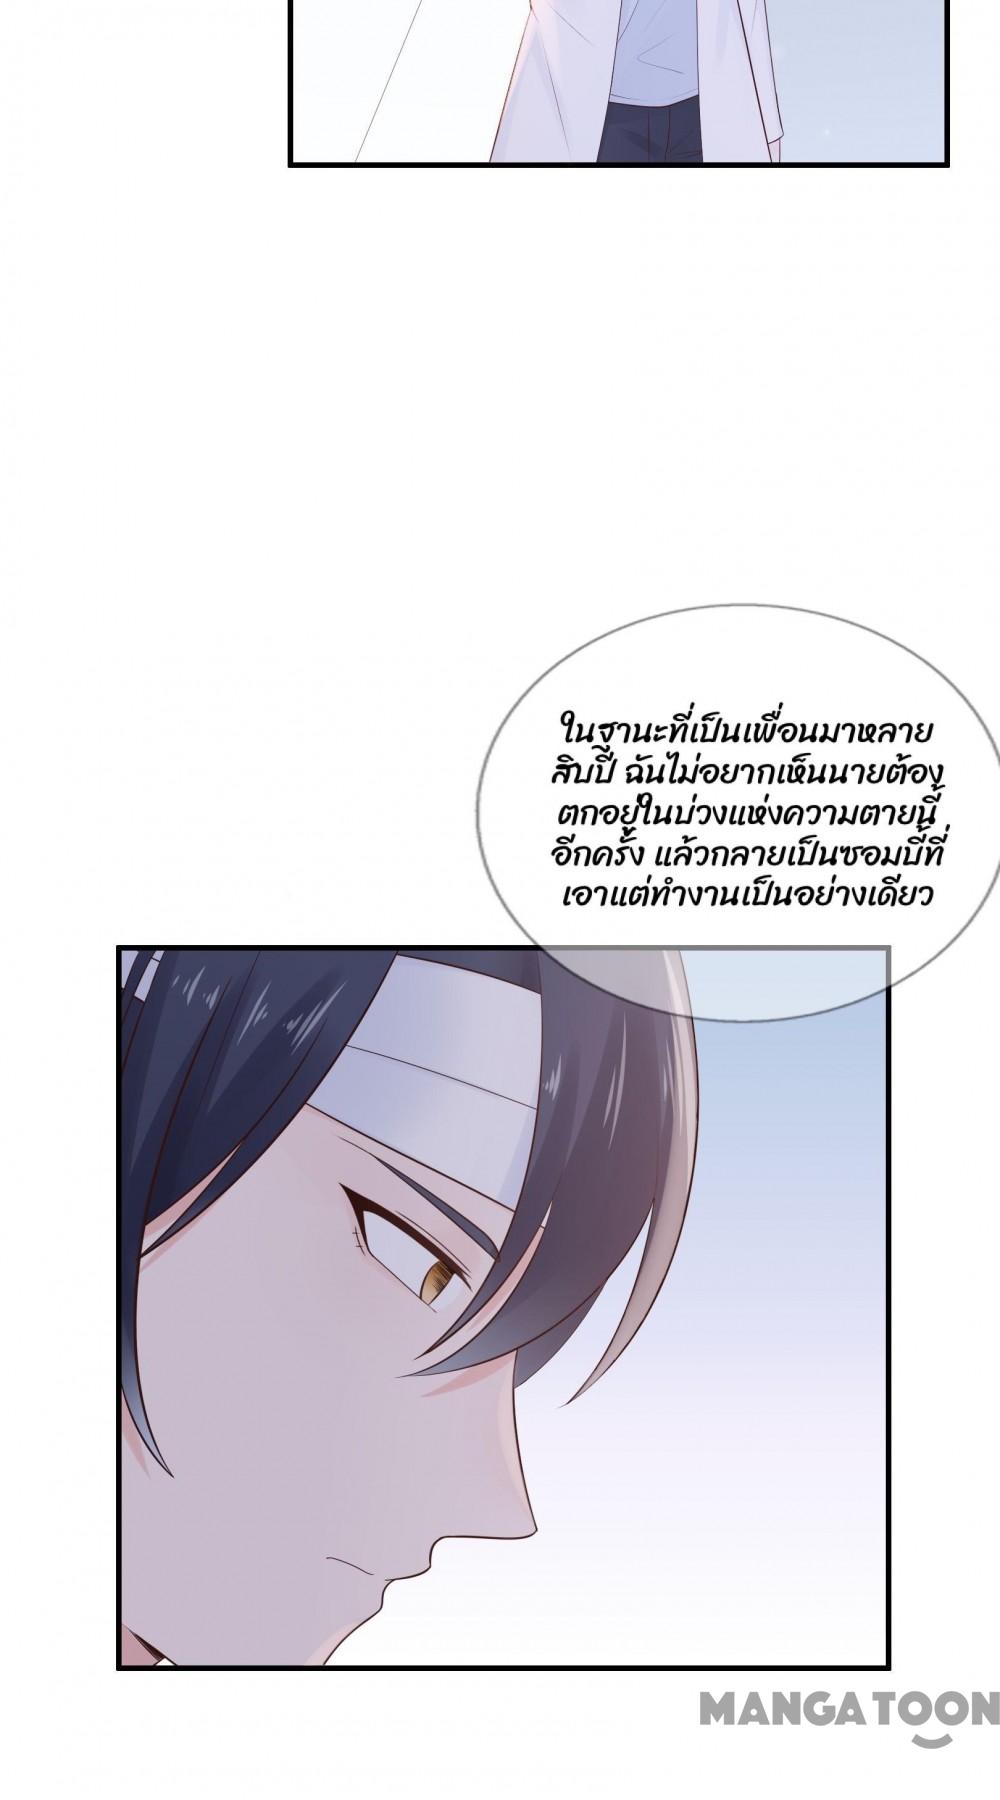 ในฐานะที่เป็นเพื่อนมาหลาย
สิบปี ฉันไม่อยากเห็นนายต้อง
ตกอยู่ในบ่วงแห่งความตายนี้
อีกครั้ง แล้วกลายเป็นซอมบี้ที่
เอาแต่ทำงานเป็นอย่างเดียว
MANGATOON